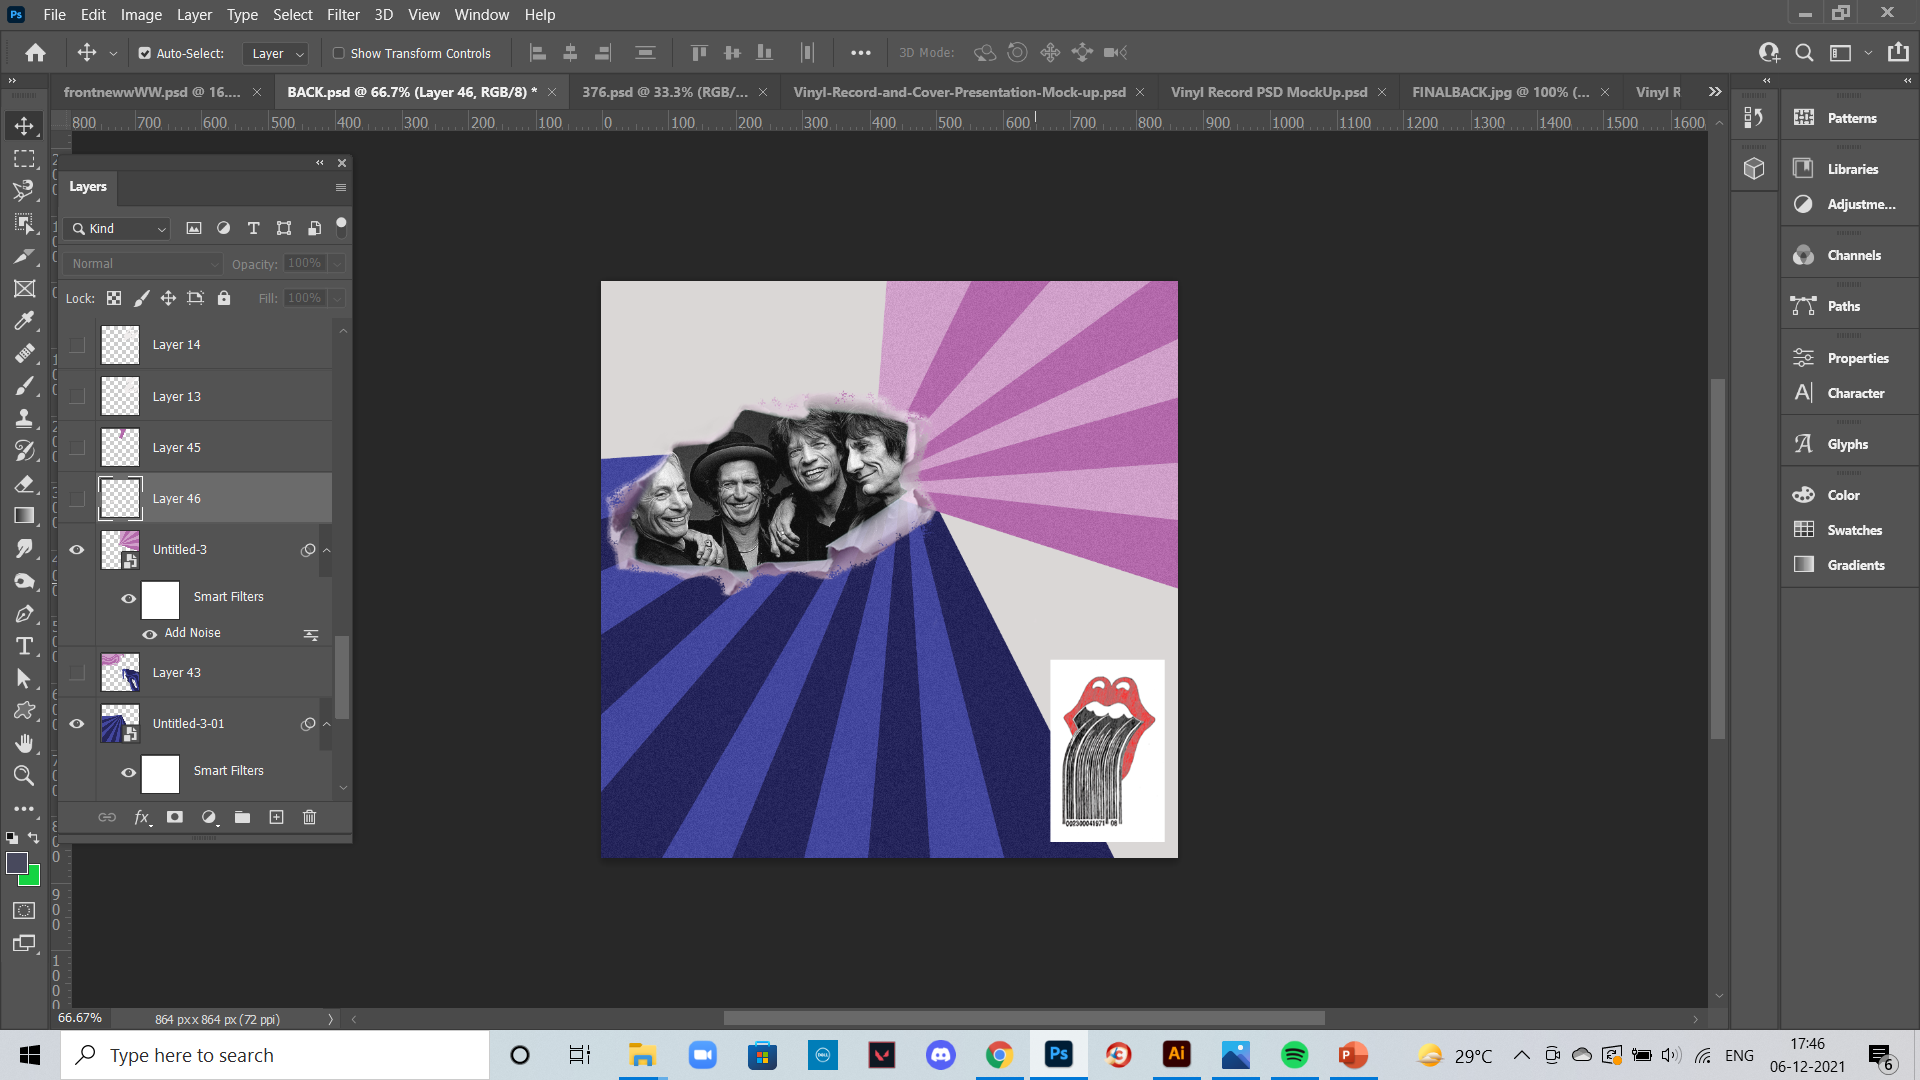 Ps File Edit Image Layer Type Select Filter 3D View Window Help
Auto-Select: Layer Show Transform Controls 3D Mode:
frontnewwWW.psd @ 16.... BACK.psd @ 66.7% (Layer 46, RGB/8) * 376.psd @ 33.3% (RGB/... Vinyl-Record-and-Cover-Presentation-Mock-up.psd Vinyl Record PSD MockUp.psd FINALBACK.jpg @ 100% (... Vinyl R
800 700 600 500 400 300 200 100 0 100 200 300 400 500 600 700 800 900 1000 1100 1200 1300 1400 1500 1600
Layers
Kind
Normal Opacity: 100%
Lock: Fill: 100%
Layer 14
Layer 13
Layer 45
Layer 46
Untitled-3
Smart Filters
Add Noise
Layer 43
Untitled-3-01
Smart Filters
fx
Patterns
Libraries
Adjustme...
Channels
Paths
Properties
Character
Glyphs
Color
Swatches
Gradients
66.67% 864 px x 864 px (72 ppi)
Type here to search
DELL
Ps
Ai
29°C
ENG
17:46
06-12-2021
6